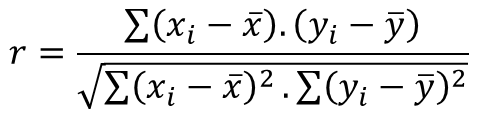 r = ∑(xᵢ − x̄).(yᵢ − ȳ) / √∑(xᵢ − x̄)² . ∑(yᵢ − ȳ)²